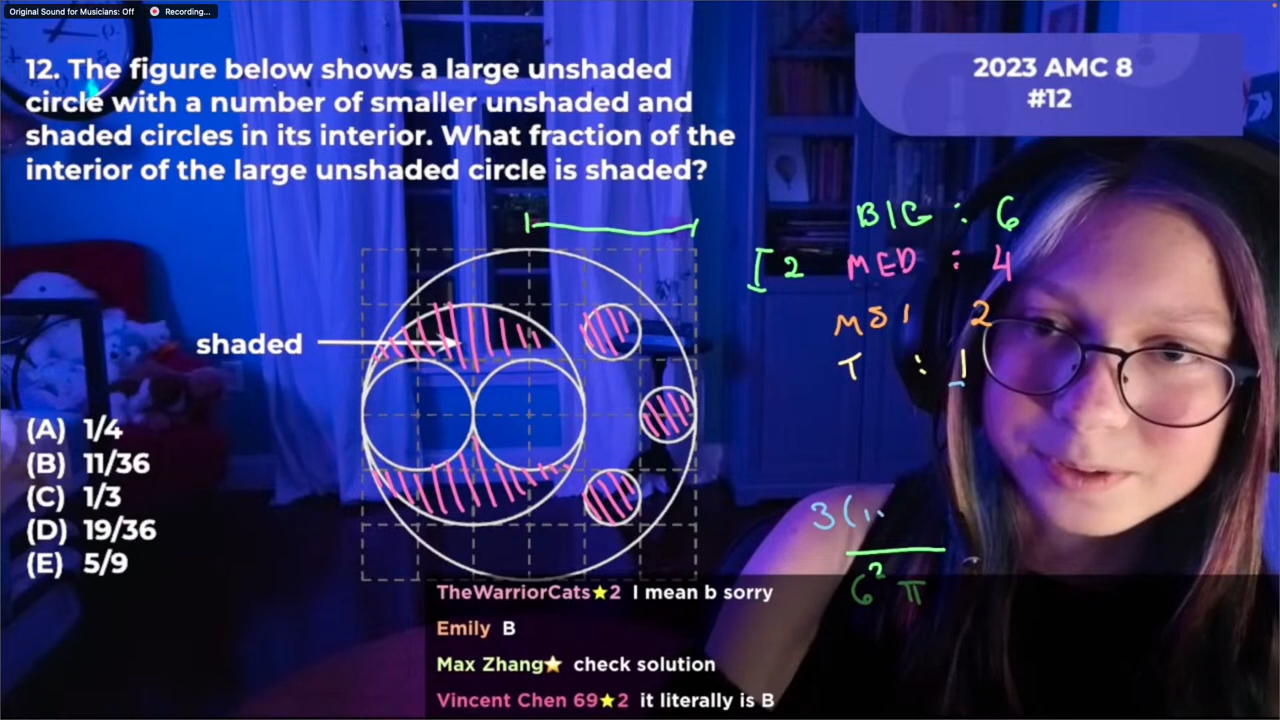 Original Sound for Musicians: Off Recording...
12. The figure below shows a large unshaded
circle with a number of smaller unshaded and
shaded circles in its interior. What fraction of the
interior of the large unshaded circle is shaded?
2023 AMC 8
#12
BIG : 6
2 MED : 4
shaded
T : 1
(A) 1/4
(B) 11/36
(C) 1/3
(D) 19/36
(E) 5/9
6² π
TheWarriorCats⭐2 I mean b sorry
Emily B
Max Zhang⭐ check solution
Vincent Chen 69⭐2 it literally is B